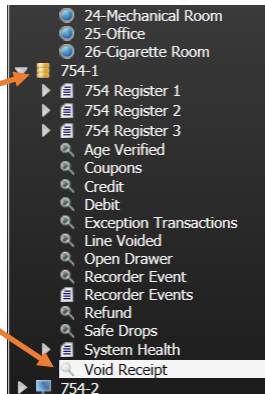 24-Mechanical Room
25-Office
26-Cigarette Room
754-1
754 Register 1
754 Register 2
754 Register 3
Age Verified
Coupons
Credit
Debit
Exception Transactions
Line Voided
Open Drawer
Recorder Event
Recorder Events
Refund
Safe Drops
System Health
Void Receipt
754-2